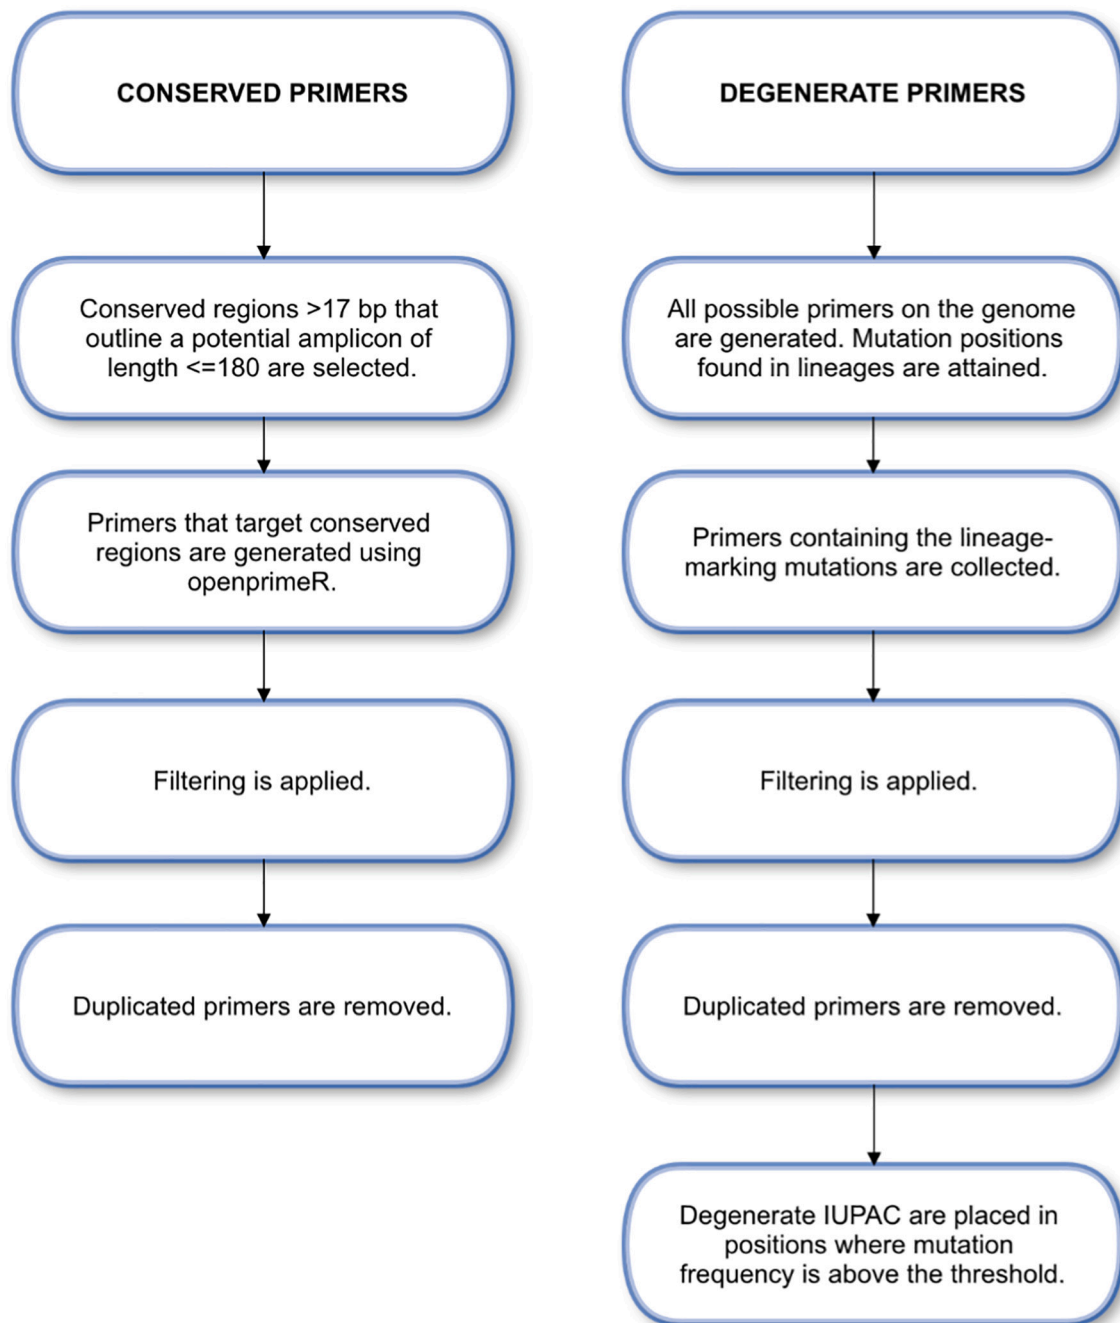 CONSERVED PRIMERS
Conserved regions >17 bp that
outline a potential amplicon of
length <=180 are selected.
Primers that target conserved
regions are generated using
openprimeR.
Filtering is applied.
Duplicated primers are removed.
DEGENERATE PRIMERS
All possible primers on the genome
are generated. Mutation positions
found in lineages are attained.
Primers containing the lineage-
marking mutations are collected.
Filtering is applied.
Duplicated primers are removed.
Degenerate IUPAC are placed in
positions where mutation
frequency is above the threshold.